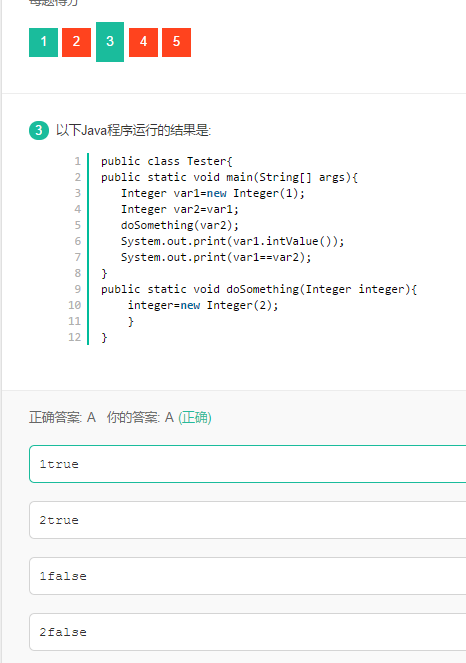 每题得分
1 2 3 4 5
3 以下Java程序运行的结果是:
1 public class Tester{
2 public static void main(String[] args){
3 Integer var1=new Integer(1);
4 Integer var2=var1;
5 doSomething(var2);
6 System.out.print(var1.intValue());
7 System.out.print(var1==var2);
8 }
9 public static void doSomething(Integer integer){
10 integer=new Integer(2);
11 }
12 }
正确答案: A 你的答案: A (正确)
1true
2true
1false
2false